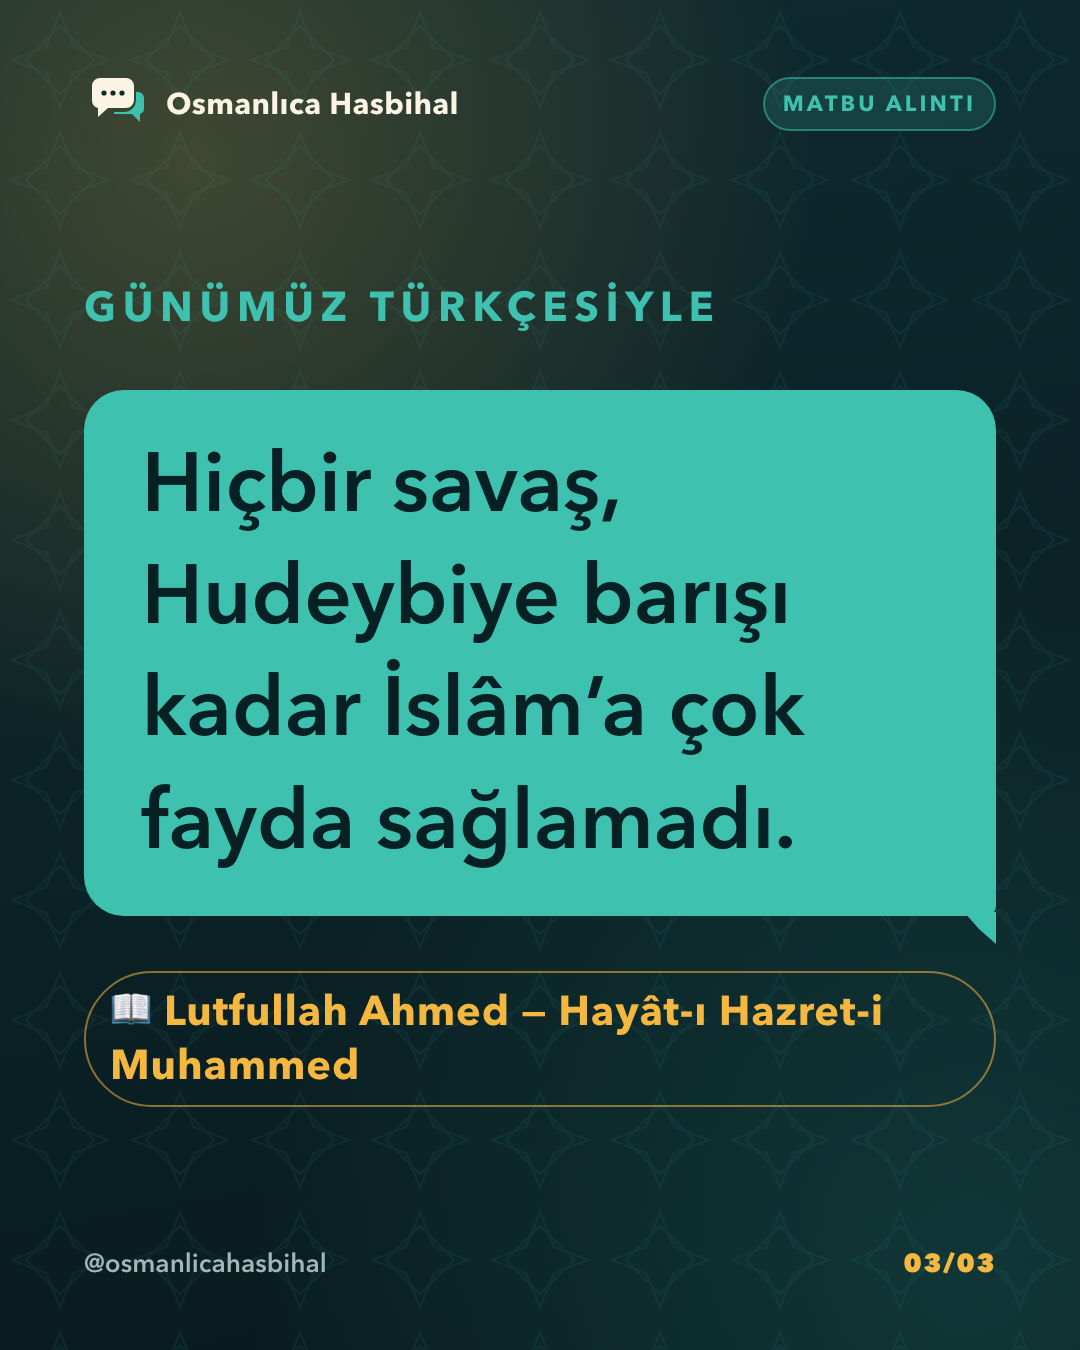 Osmanlıca Hasbihal
MATBU ALINTI
GÜNÜMÜZ TÜRKÇESİYLE
Hiçbir savaş,
Hudeybiye barışı
kadar İslâm’a çok
fayda sağlamadı.
📖 Lutfullah Ahmed — Hayât-ı Hazret-i
Muhammed
@osmanlicahasbihal
03/03